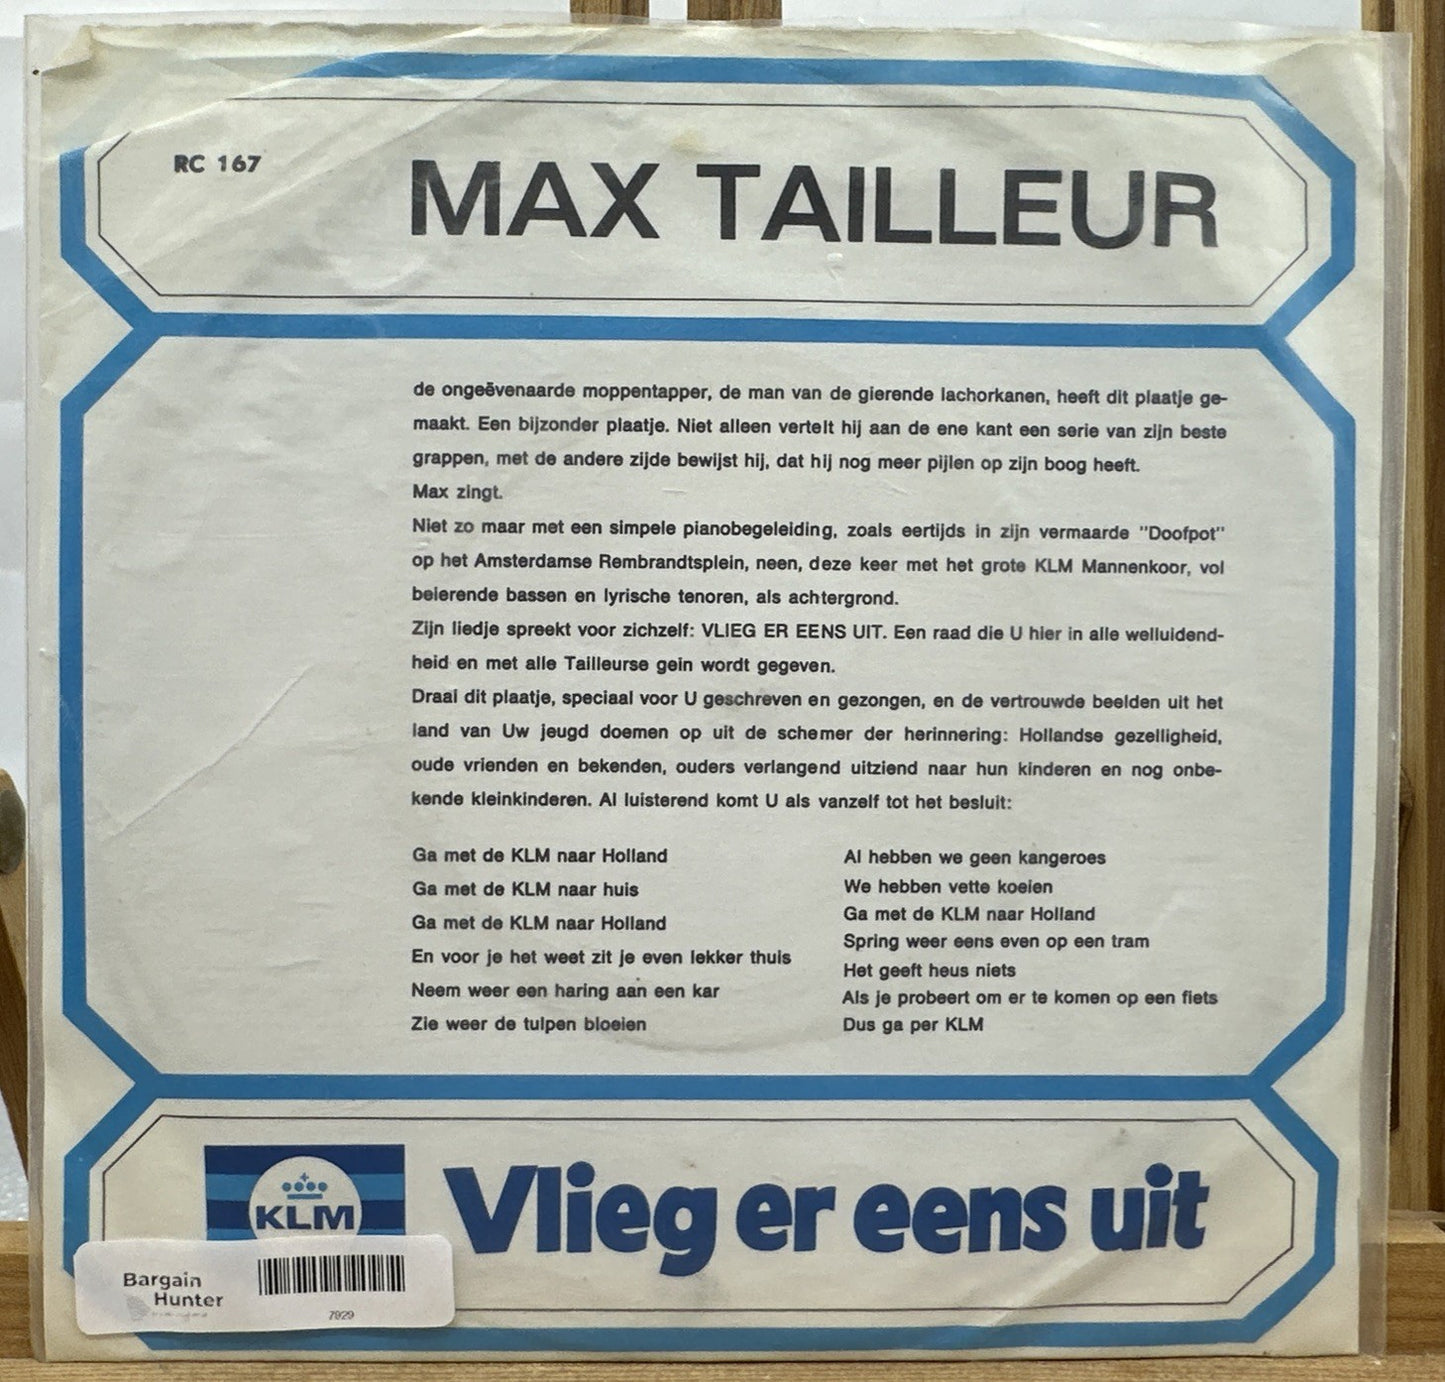 RC 167
MAX TAILLEUR
de ongeëvenaarde moppentapper, de man van de gierende lachorkanen, heeft dit plaatje ge-
maakt. Een bijzonder plaatje. Niet alleen vertelt hij aan de ene kant een serie van zijn beste
grappen, met de andere zijde bewijst hij, dat hij nog meer pijlen op zijn boog heeft.
Max zingt.
Niet zo maar met een simpele pianobegeleiding, zoals eertijds in zijn vermaarde "Doofpot"
op het Amsterdamse Rembrandtsplein, neen, deze keer met het grote KLM Mannenkoor, vol
beierende bassen en lyrische tenoren, als achtergrond.
Zijn liedje spreekt voor zichzelf: VLIEG ER EENS UIT. Een raad die U hier in alle welluidend-
heid en met alle Tailleurse gein wordt gegeven.
Draai dit plaatje, speciaal voor U geschreven en gezongen, en de vertrouwde beelden uit het
land van Uw jeugd doemen op uit de schemer der herinnering: Hollandse gezelligheid,
oude vrienden en bekenden, ouders verlangend uitziend naar hun kinderen en nog onbe-
kende kleinkinderen. Al luisterend komt U als vanzelf tot het besluit:
Ga met de KLM naar Holland
Ga met de KLM naar huis
Ga met de KLM naar Holland
En voor je het weet zit je even lekker thuis
Neem weer een haring aan een kar
Zie weer de tulpen bloeien
Al hebben we geen kangeroes
We hebben vette koeien
Ga met de KLM naar Holland
Spring weer eens even op een tram
Het geeft heus niets
Als je probeert om er te komen op een fiets
Dus ga per KLM
KLM
Vlieg er eens uit
Bargain
Hunter
7929